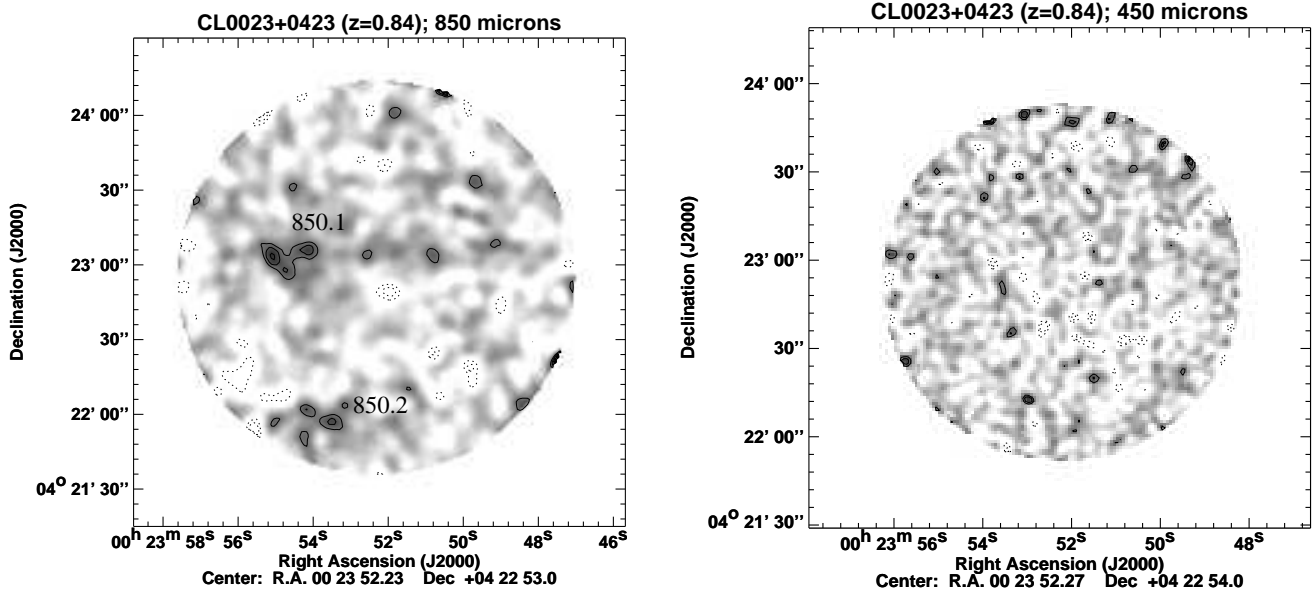 CL0023+0423 (z=0.84); 850 microns
24' 00''
30''
23' 00''
30''
22' 00''
04° 21' 30''
Declination (J2000)
850.1
850.2
00ʰ 23ᵐ 58ˢ 56ˢ 54ˢ 52ˢ 50ˢ 48ˢ 46ˢ
Right Ascension (J2000)
Center: R.A. 00 23 52.23 Dec +04 22 53.0
CL0023+0423 (z=0.84); 450 microns
24' 00''
30''
23' 00''
30''
22' 00''
04° 21' 30''
Declination (J2000)
00ʰ 23ᵐ 56ˢ 54ˢ 52ˢ 50ˢ 48ˢ
Right Ascension (J2000)
Center: R.A. 00 23 52.27 Dec +04 22 54.0